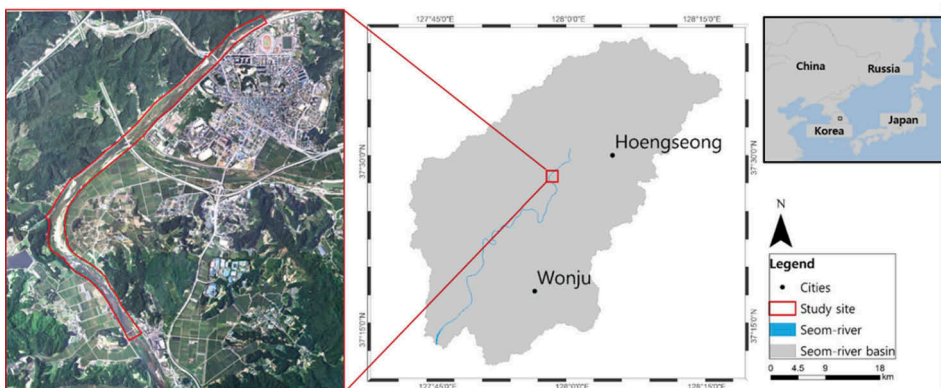 127°45'0"E
128°0'0"E
128°15'0"E
China
Russia
Korea
Japan
37°30'0"N
37°30'0"N
Hoengseong
Wonju
37°15'0"N
37°15'0"N
N
Legend
Cities
Study site
Seom-river
Seom-river basin
0 4.5 9 18
km
127°45'0"E
128°0'0"E
128°15'0"E